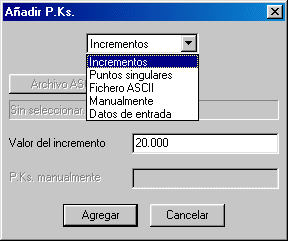 Añadir P.Ks.
Incrementos
Incrementos
Puntos singulares
Fichero ASCII
Manualmente
Datos de entrada
Archivo AS
Sin seleccionar
Valor del incremento
20.000
P.Ks. manualmente
Agregar
Cancelar